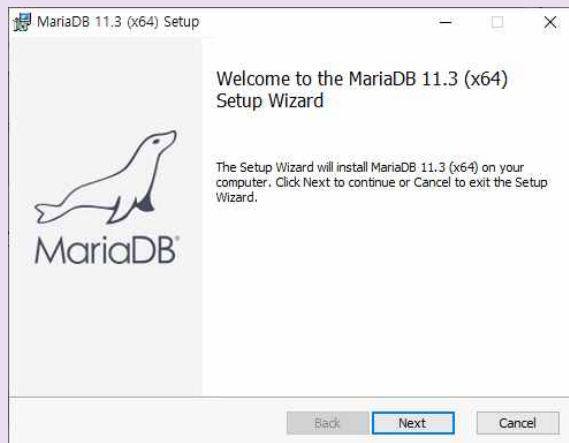 MariaDB 11.3 (x64) Setup
Welcome to the MariaDB 11.3 (x64)
Setup Wizard
The Setup Wizard will install MariaDB 11.3 (x64) on your
computer. Click Next to continue or Cancel to exit the Setup
Wizard.
MariaDB
Back
Next
Cancel